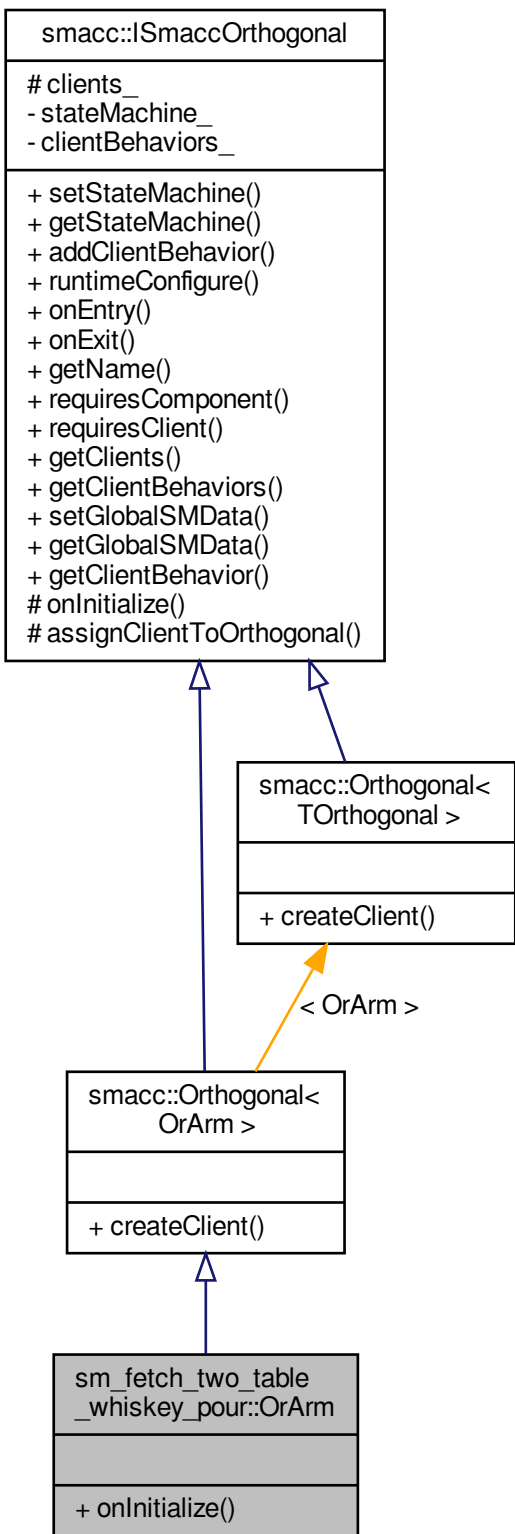 smacc::ISmaccOrthogonal
# clients_
- stateMachine_
- clientBehaviors_
+ setStateMachine()
+ getStateMachine()
+ addClientBehavior()
+ runtimeConfigure()
+ onEntry()
+ onExit()
+ getName()
+ requiresComponent()
+ requiresClient()
+ getClients()
+ getClientBehaviors()
+ setGlobalSMData()
+ getGlobalSMData()
+ getClientBehavior()
# onInitialize()
# assignClientToOrthogonal()
smacc::Orthogonal<
TOrthogonal >
+ createClient()
< OrArm >
smacc::Orthogonal<
OrArm >
+ createClient()
sm_fetch_two_table
_whiskey_pour::OrArm
+ onInitialize()